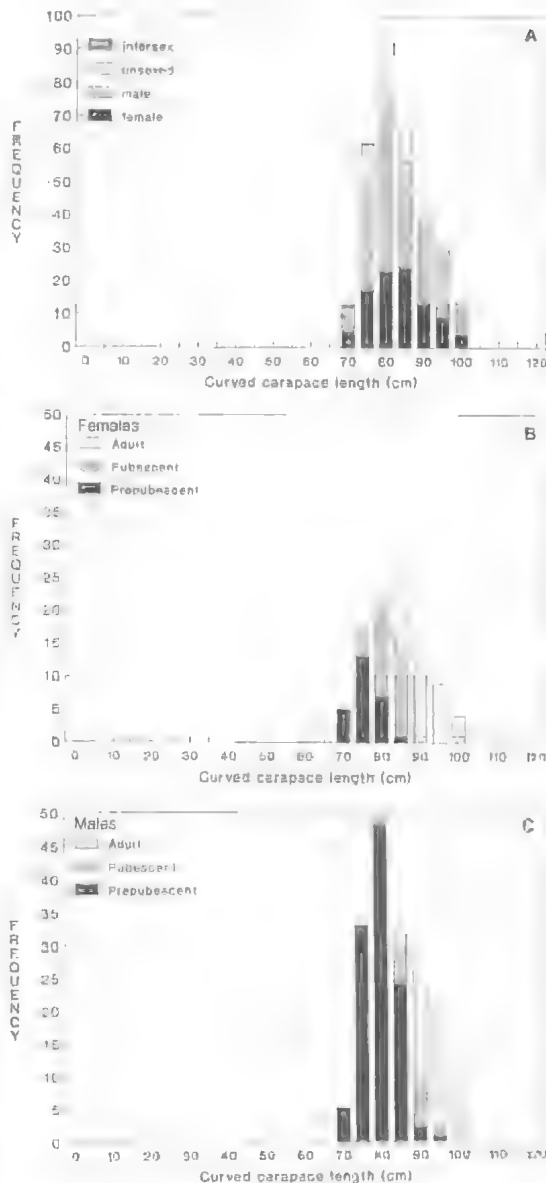 A
100
90
80
70
60
50
40
30
20
10
0
intersex
unsexed
male
female
FREQUENCY
0 10 20 30 40 50 60 70 80 90 100 110 120
Curved carapace length (cm)
B
50
45
40
35
30
25
20
15
10
5
0
Females
Adult
Pubescent
Prepubescent
FREQUENCY
0 10 20 30 40 50 60 70 80 90 100 110 120
Curved carapace length (cm)
C
50
45
40
35
30
25
20
15
10
5
0
Males
Adult
Pubescent
Prepubescent
FREQUENCY
0 10 20 30 40 50 60 70 80 90 100 110 120
Curved carapace length (cm)